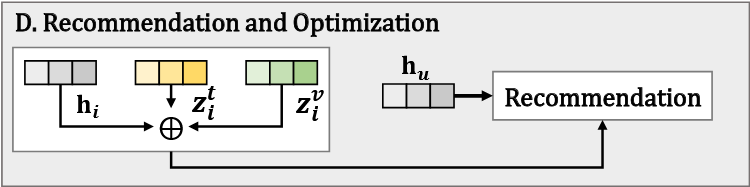 D. Recommendation and Optimization
h_i
z_i^t
z_i^v
h_u
Recommendation